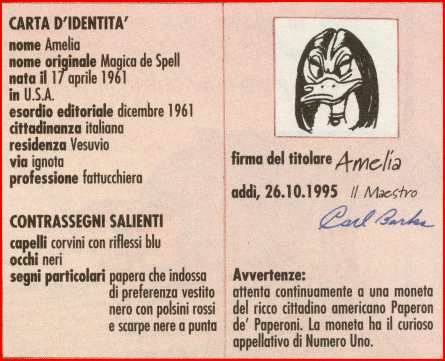 CARTA D'IDENTITA'
nome Amelia
nome originale Magica de Spell
nata il 17 aprile 1961
in U.S.A.
esordio editoriale dicembre 1961
cittadinanza italiana
residenza Vesuvio
via ignota
professione fattucchiera
CONTRASSEGNI SALIENTI
capelli corvini con riflessi blu
occhi neri
segni particolari papera che indossa
di preferenza vestito
nero con polsini rossi
e scarpe nere a punta
firma del titolare Amelia
addì, 26.10.1995 Il Maestro
Carl Barks
Avvertenze:
attenta continuamente a una moneta
del ricco cittadino americano Paperon
de' Paperoni. La moneta ha il curioso
appellativo di Numero Uno.